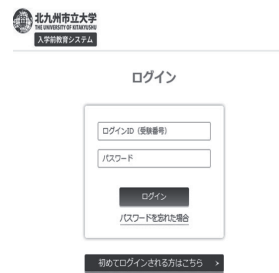 北九州市立大学
THE UNIVERSITY OF KITAKYUSHU
入学前教育システム
ログイン
ログインID（受験番号）
パスワード
ログイン
パスワードを忘れた場合
初めてログインされる方はこちら >